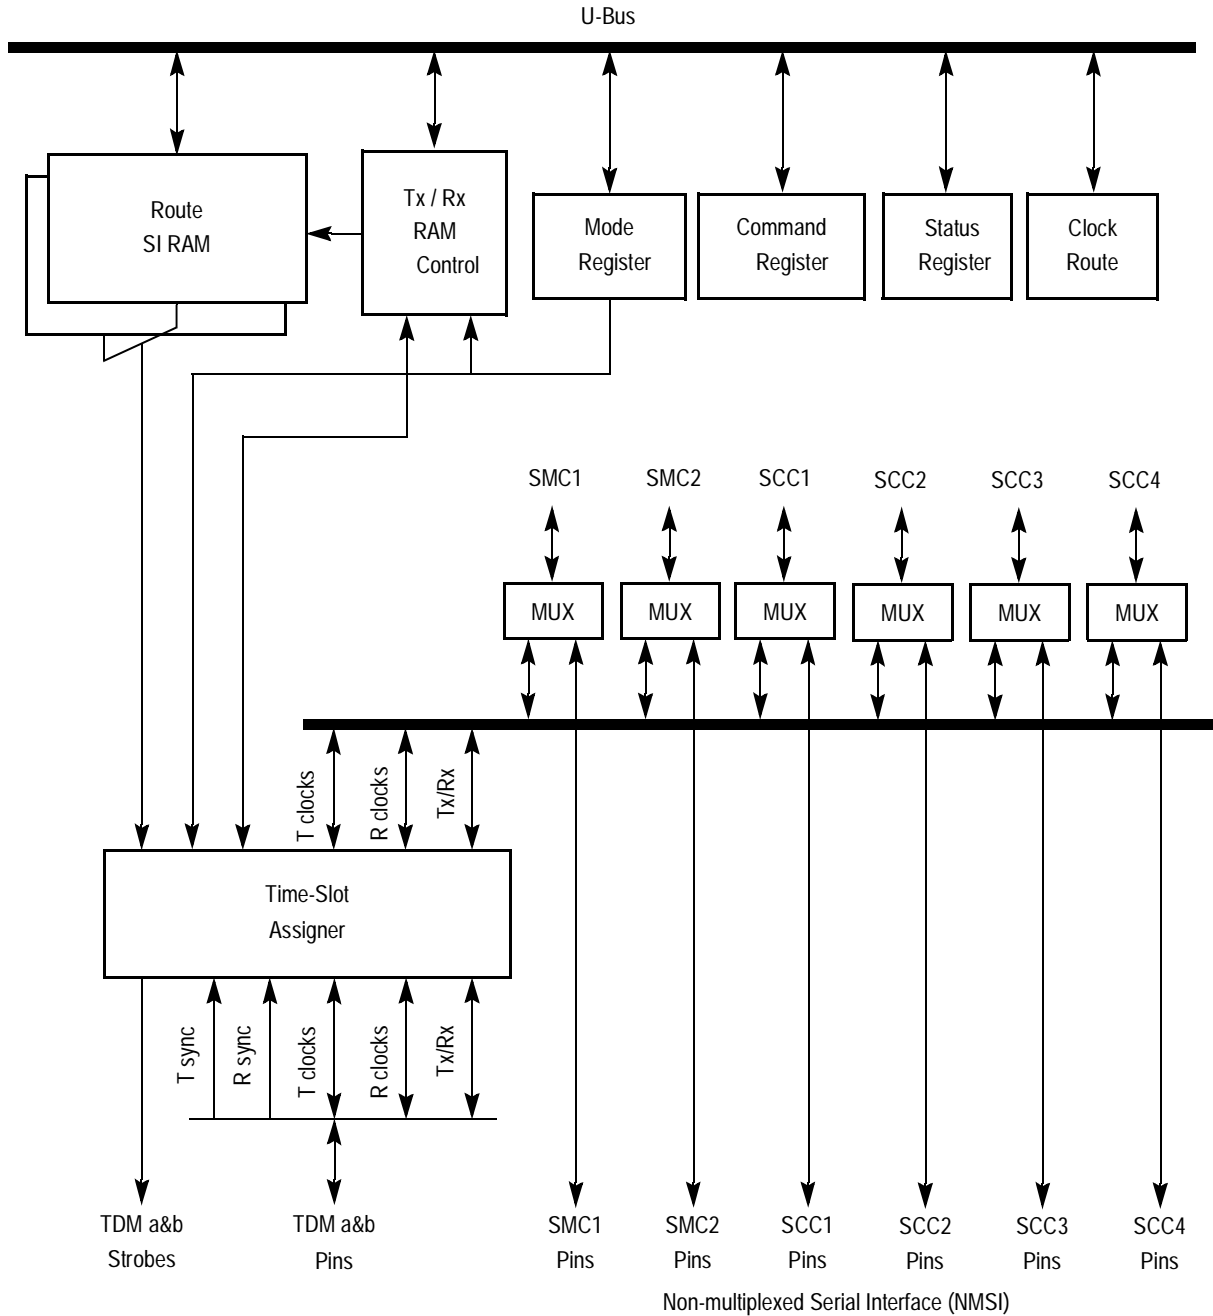 U-Bus
Route
SI RAM
Tx / Rx
RAM
Control
Mode
Register
Command
Register
Status
Register
Clock
Route
SMC1
SMC2
SCC1
SCC2
SCC3
SCC4
MUX
MUX
MUX
MUX
MUX
MUX
T clocks
R clocks
Tx/Rx
Time-Slot
Assigner
T sync
R sync
T clocks
R clocks
Tx/Rx
TDM a&b
Strobes
TDM a&b
Pins
SMC1
Pins
SMC2
Pins
SCC1
Pins
SCC2
Pins
SCC3
Pins
SCC4
Pins
Non-multiplexed Serial Interface (NMSI)